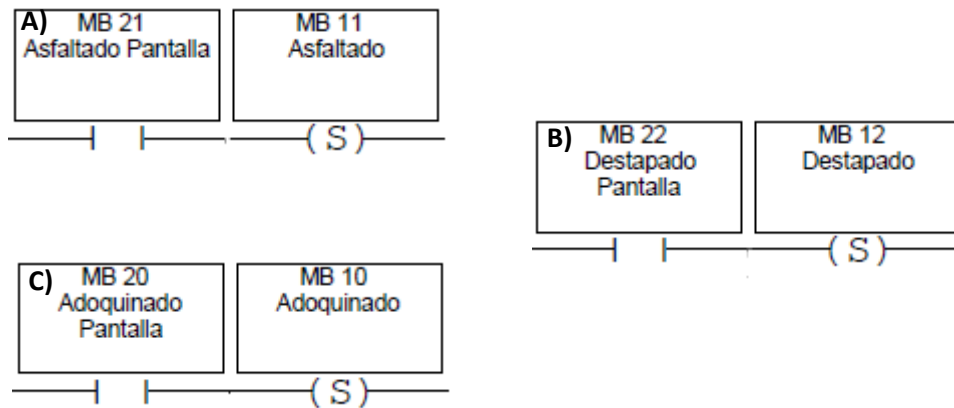 A)
MB 21
Asfaltado Pantalla
MB 11
Asfaltado
( S )
B)
MB 22
Destapado
Pantalla
MB 12
Destapado
( S )
C)
MB 20
Adoquinado
Pantalla
MB 10
Adoquinado
( S )